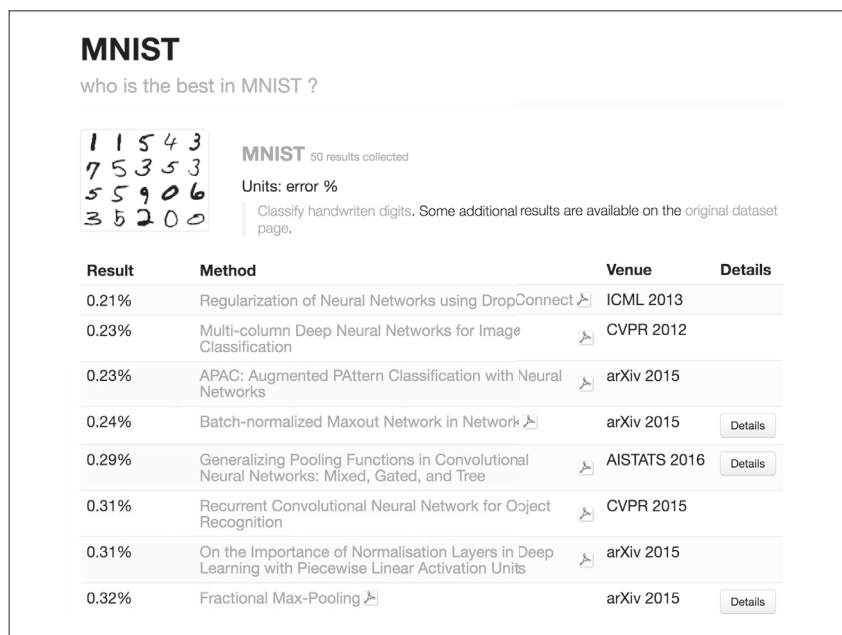 MNIST
who is the best in MNIST ?
1 1 5 4 3
7 5 3 5 3
5 5 9 0 6
3 5 2 0 0
MNIST 50 results collected
Units: error %
Classify handwriten digits. Some additional results are available on the original dataset
page.
Result Method Venue Details
0.21% Regularization of Neural Networks using DropConnect ICML 2013
0.23% Multi-column Deep Neural Networks for Image CVPR 2012
Classification
0.23% APAC: Augmented PAttern Classification with Neural arXiv 2015
Networks
0.24% Batch-normalized Maxout Network in Network arXiv 2015 Details
0.29% Generalizing Pooling Functions in Convolutional AISTATS 2016 Details
Neural Networks: Mixed, Gated, and Tree
0.31% Recurrent Convolutional Neural Network for Object CVPR 2015
Recognition
0.31% On the Importance of Normalisation Layers in Deep arXiv 2015
Learning with Piecewise Linear Activation Units
0.32% Fractional Max-Pooling arXiv 2015 Details